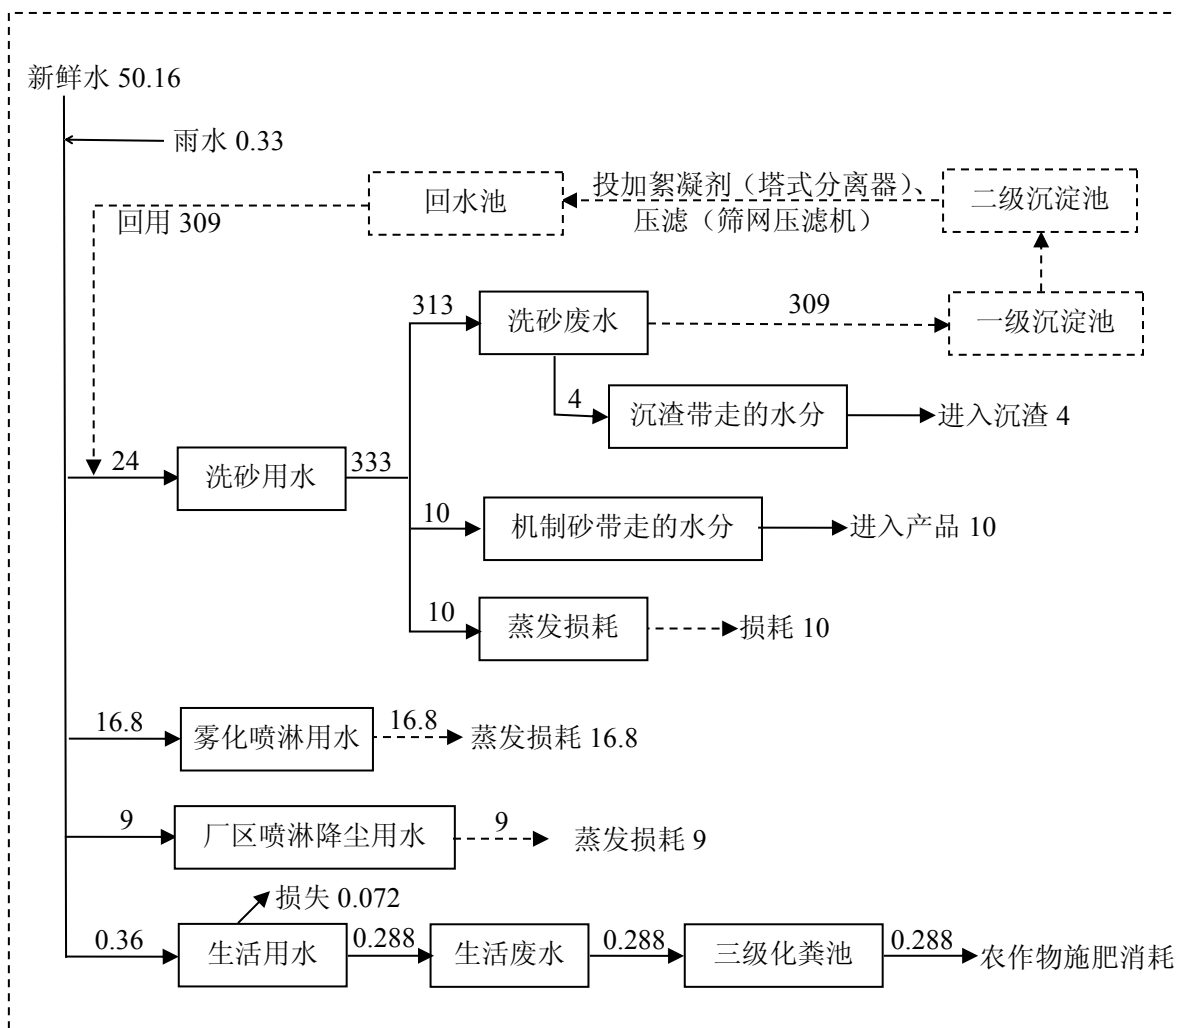 新鲜水 50.16
雨水 0.33
回用 309
回水池
投加絮凝剂（塔式分离器）、
压滤（筛网压滤机）
二级沉淀池
313
洗砂废水
309
一级沉淀池
4
沉渣带走的水分
进入沉渣 4
24
洗砂用水
333
10
机制砂带走的水分
进入产品 10
10
蒸发损耗
损耗 10
16.8
雾化喷淋用水
16.8
蒸发损耗 16.8
9
厂区喷淋降尘用水
9
蒸发损耗 9
损失 0.072
0.36
生活用水
0.288
生活废水
0.288
三级化粪池
0.288
农作物施肥消耗